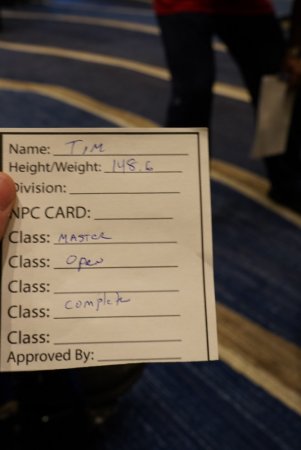 Name: Tim
Height/Weight: 148.6
Division:
NPC CARD:
Class: MASTER
Class: Open
Class:
Class: Complete
Class:
Approved By: